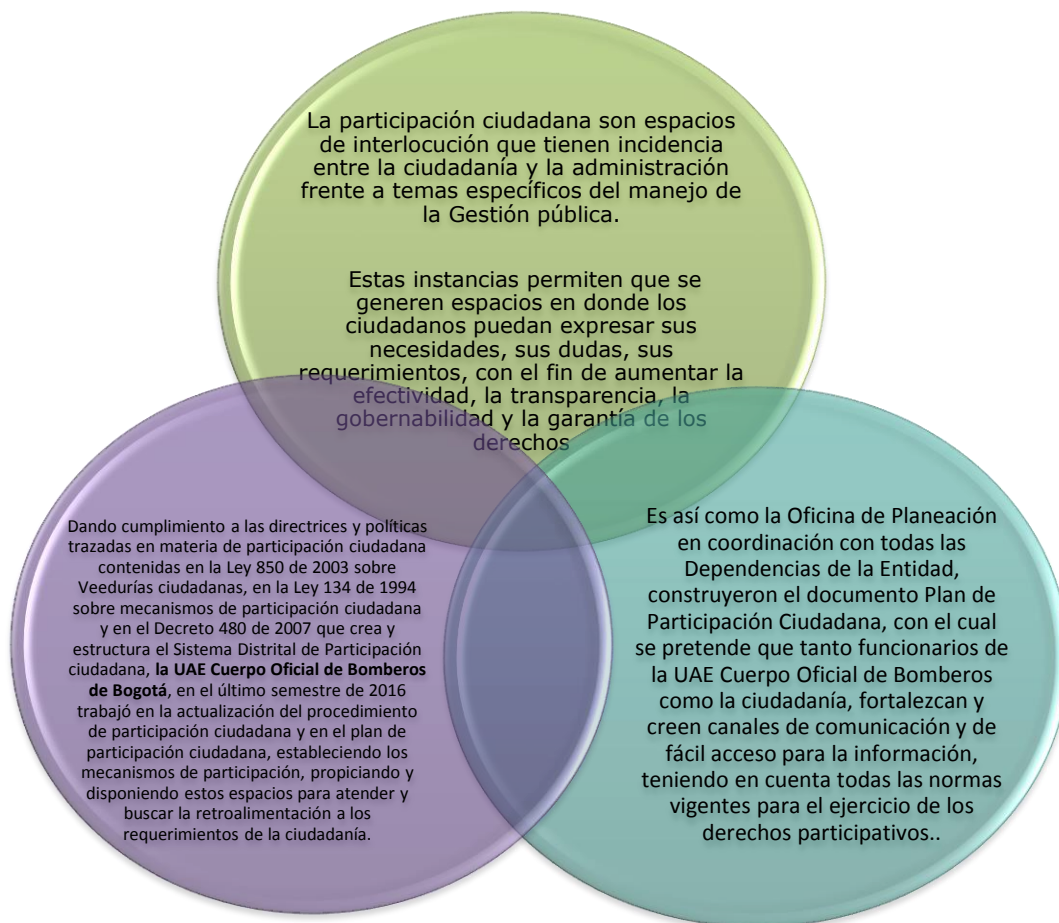 La participación ciudadana son espacios
de interlocución que tienen incidencia
entre la ciudadanía y la administración
frente a temas específicos del manejo de
la Gestión pública.
Estas instancias permiten que se
generen espacios en donde los
ciudadanos puedan expresar sus
necesidades, sus dudas, sus
requerimientos, con el fin de aumentar la
efectividad, la transparencia, la
gobernabilidad y la garantía de los
derechos
Dando cumplimiento a las directrices y políticas
trazadas en materia de participación ciudadana
contenidas en la Ley 850 de 2003 sobre
Veedurías ciudadanas, en la Ley 134 de 1994
sobre mecanismos de participación ciudadana
y en el Decreto 480 de 2007 que crea y
estructura el Sistema Distrital de Participación
ciudadana, la UAE Cuerpo Oficial de Bomberos
de Bogotá, en el último semestre de 2016
trabajó en la actualización del procedimiento
de participación ciudadana y en el plan de
participación ciudadana, estableciendo los
mecanismos de participación, propiciando y
disponiendo estos espacios para atender y
buscar la retroalimentación a los
requerimientos de la ciudadanía.
Es así como la Oficina de Planeación
en coordinación con todas las
Dependencias de la Entidad,
construyeron el documento Plan de
Participación Ciudadana, con el cual
se pretende que tanto funcionarios de
la UAE Cuerpo Oficial de Bomberos
como la ciudadanía, fortalezcan y
creen canales de comunicación y de
fácil acceso para la información,
teniendo en cuenta todas las normas
vigentes para el ejercicio de los
derechos participativos..